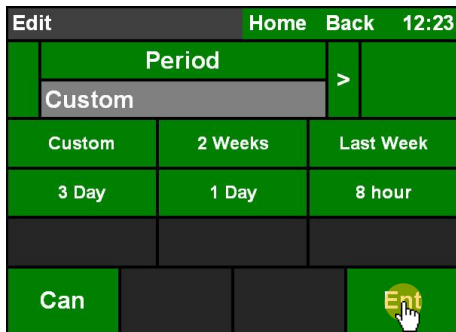 Edit Home Back 12:23
Period
>
Custom
Custom 2 Weeks Last Week
3 Day 1 Day 8 hour
Can Ent